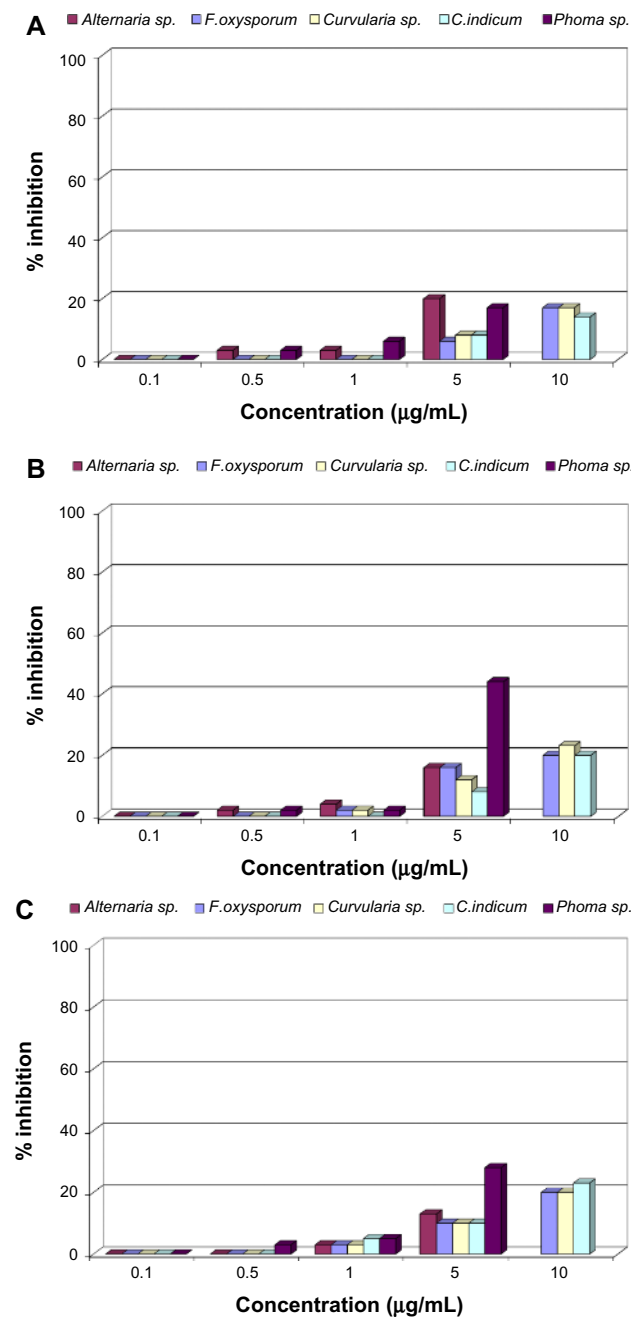 A
Alternaria sp. F.oxysporum Curvularia sp. C.indicum Phoma sp.
100
80
60
40
20
0
% inhibition
0.1 0.5 1 5 10
Concentration (µg/mL)
B
Alternaria sp. F.oxysporum Curvularia sp. C.indicum Phoma sp.
100
80
60
40
20
0
% inhibition
0.1 0.5 1 5 10
Concentration (µg/mL)
C
Alternaria sp. F.oxysporum Curvularia sp. C.indicum Phoma sp.
100
80
60
40
20
0
% inhibition
0.1 0.5 1 5 10
Concentration (µg/mL)